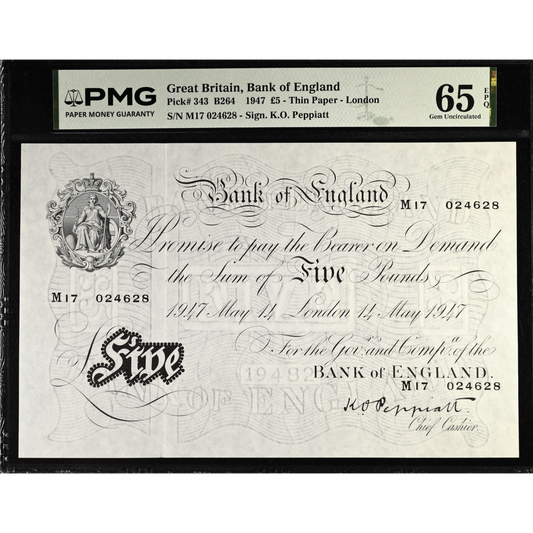 PMG
PAPER MONEY GUARANTY
Great Britain, Bank of England
Pick# 343 B264 1947 £5 - Thin Paper - London
S/N M17 024628 - Sign. K.O. Peppiatt
65 EPQ
Gem Uncirculated
Bank of England
M17 024628
Promise to pay the Bearer on Demand
the Sum of Five Pounds
M17 024628
1947 May 14 London 14 May 1947
For the Govr. and Compa. of the
BANK OF ENGLAND.
M17 024628
£Five
K O Peppiatt
Chief Cashier.